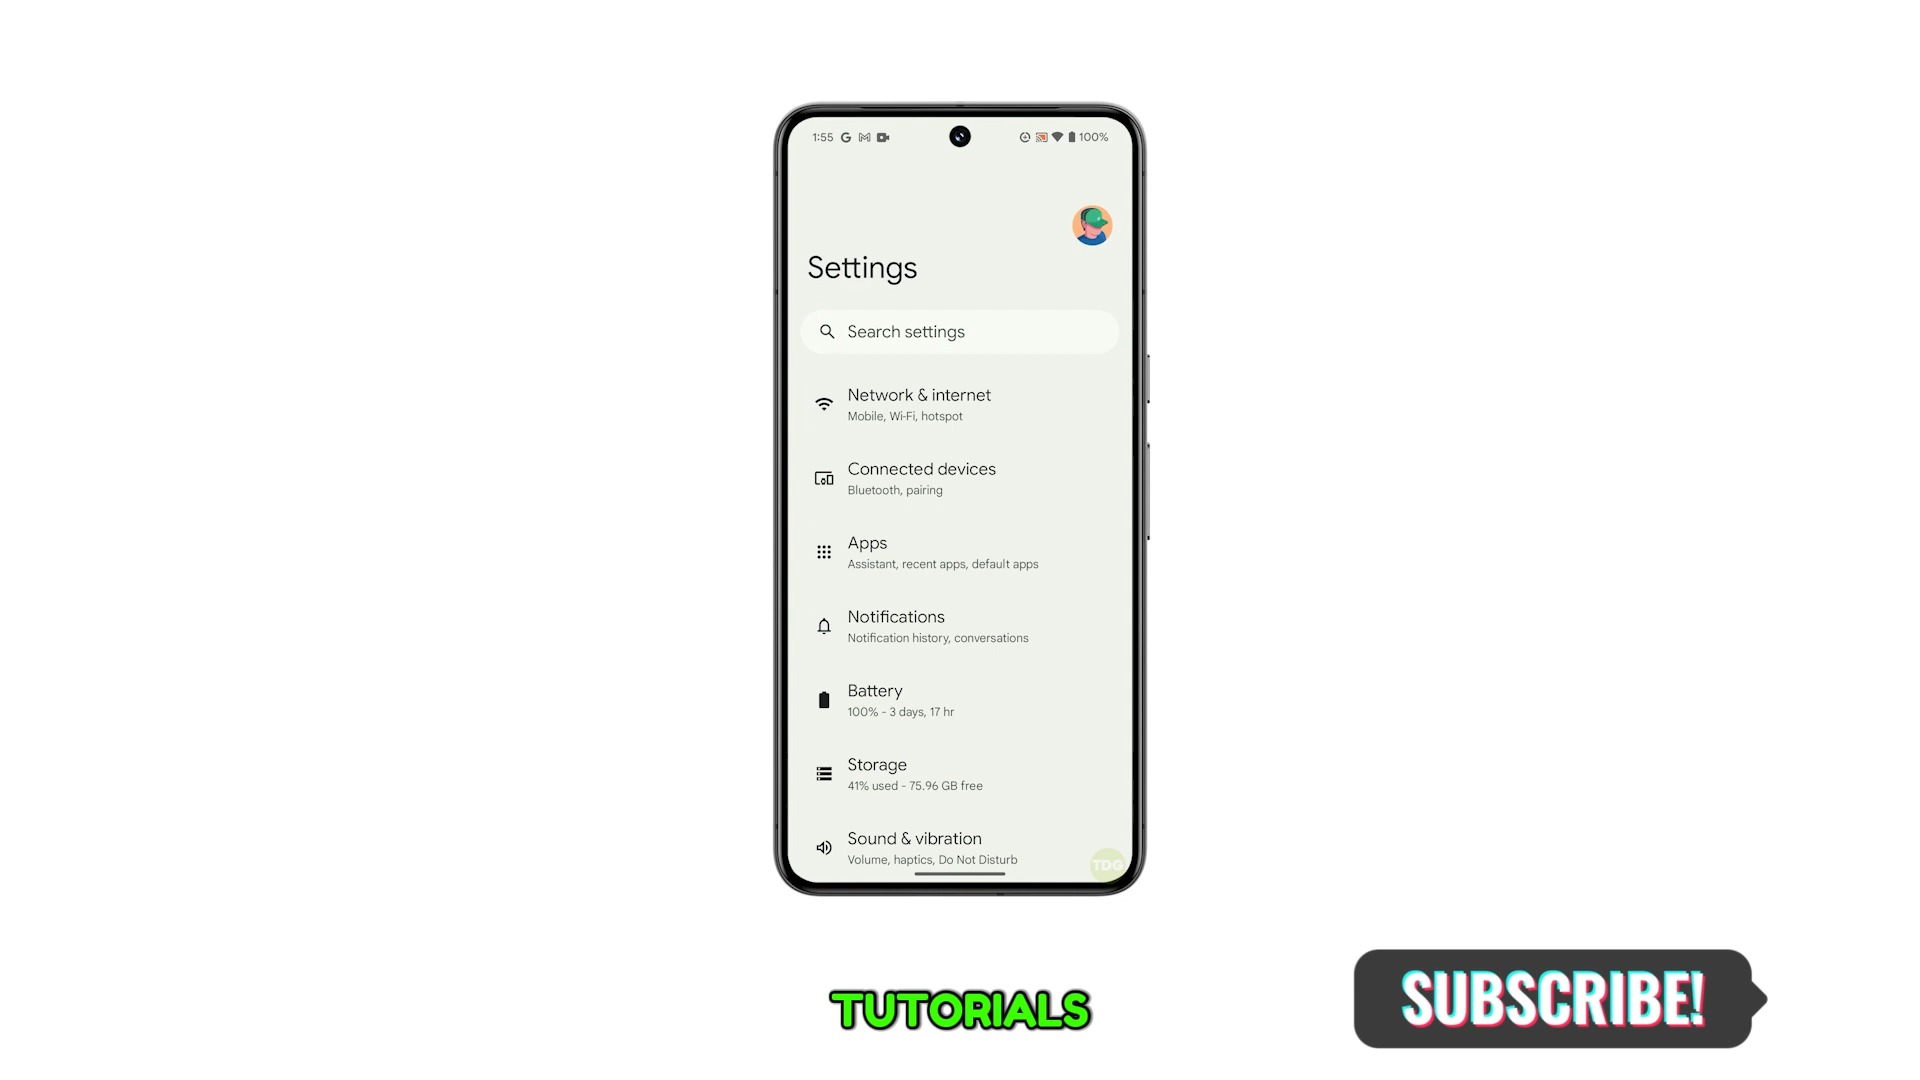 1:55
100%
Settings
Search settings
Network & internet
Mobile, Wi-Fi, hotspot
Connected devices
Bluetooth, pairing
Apps
Assistant, recent apps, default apps
Notifications
Notification history, conversations
Battery
100% - 3 days, 17 hr
Storage
41% used - 75.96 GB free
Sound & vibration
Volume, haptics, Do Not Disturb
TDG
TUTORIALS
SUBSCRIBE!